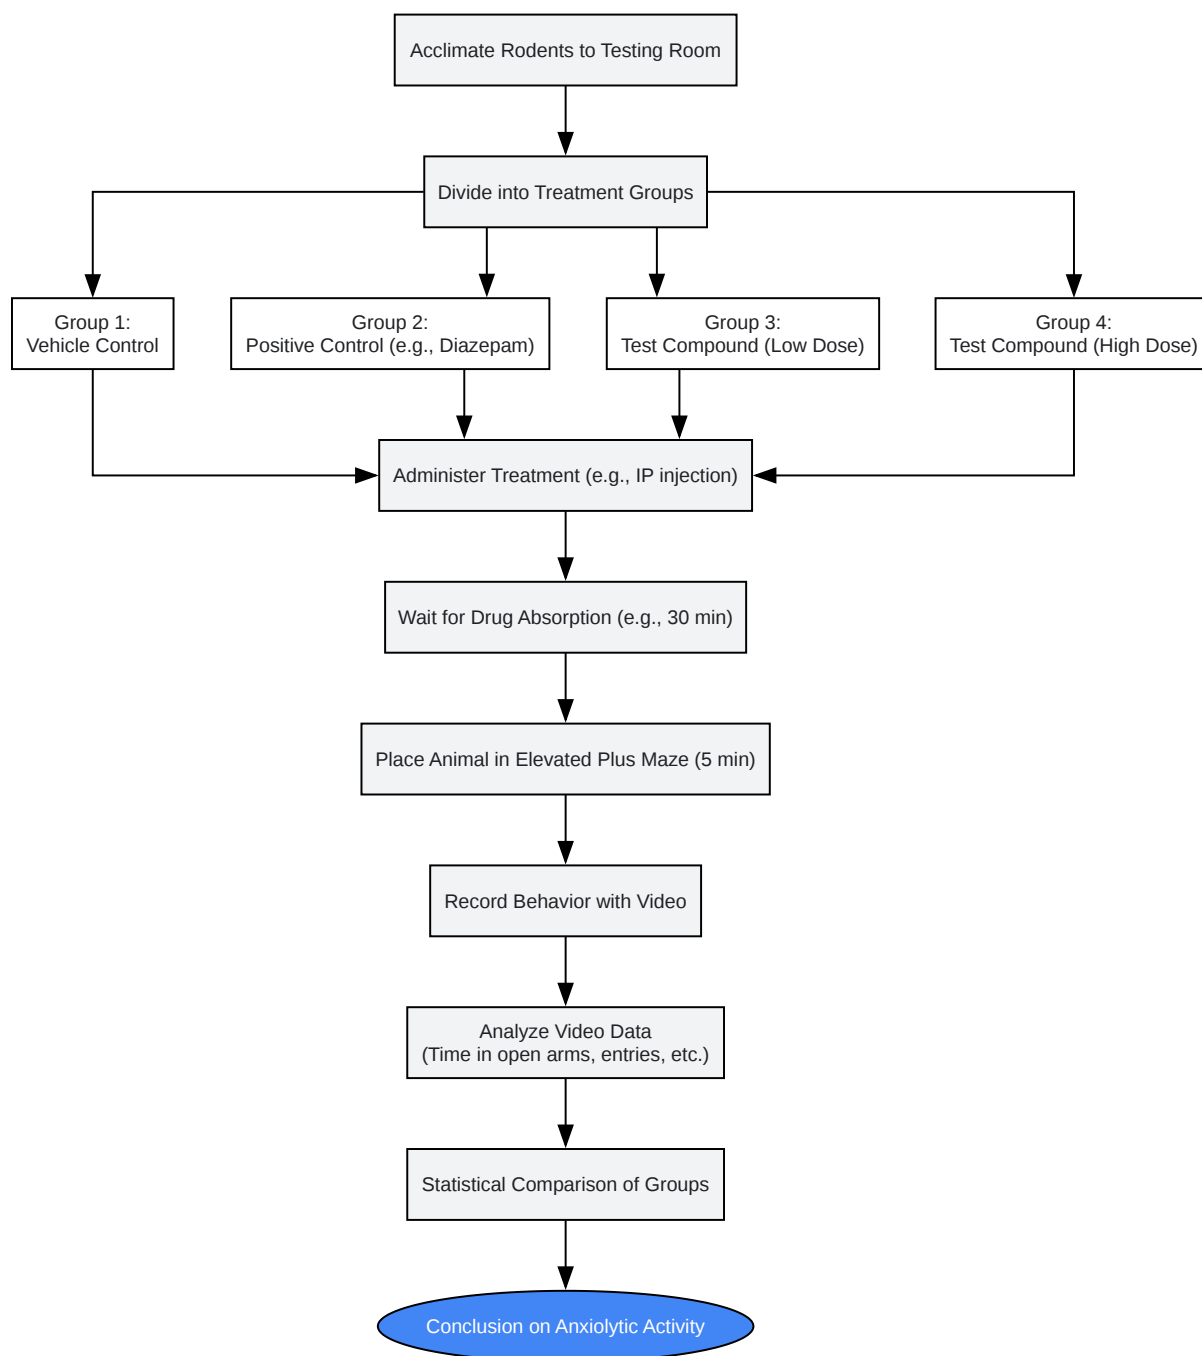 Acclimate Rodents to Testing Room
Divide into Treatment Groups
Group 1:
Vehicle Control
Group 2:
Positive Control (e.g., Diazepam)
Group 3:
Test Compound (Low Dose)
Group 4:
Test Compound (High Dose)
Administer Treatment (e.g., IP injection)
Wait for Drug Absorption (e.g., 30 min)
Place Animal in Elevated Plus Maze (5 min)
Record Behavior with Video
Analyze Video Data
(Time in open arms, entries, etc.)
Statistical Comparison of Groups
Conclusion on Anxiolytic Activity